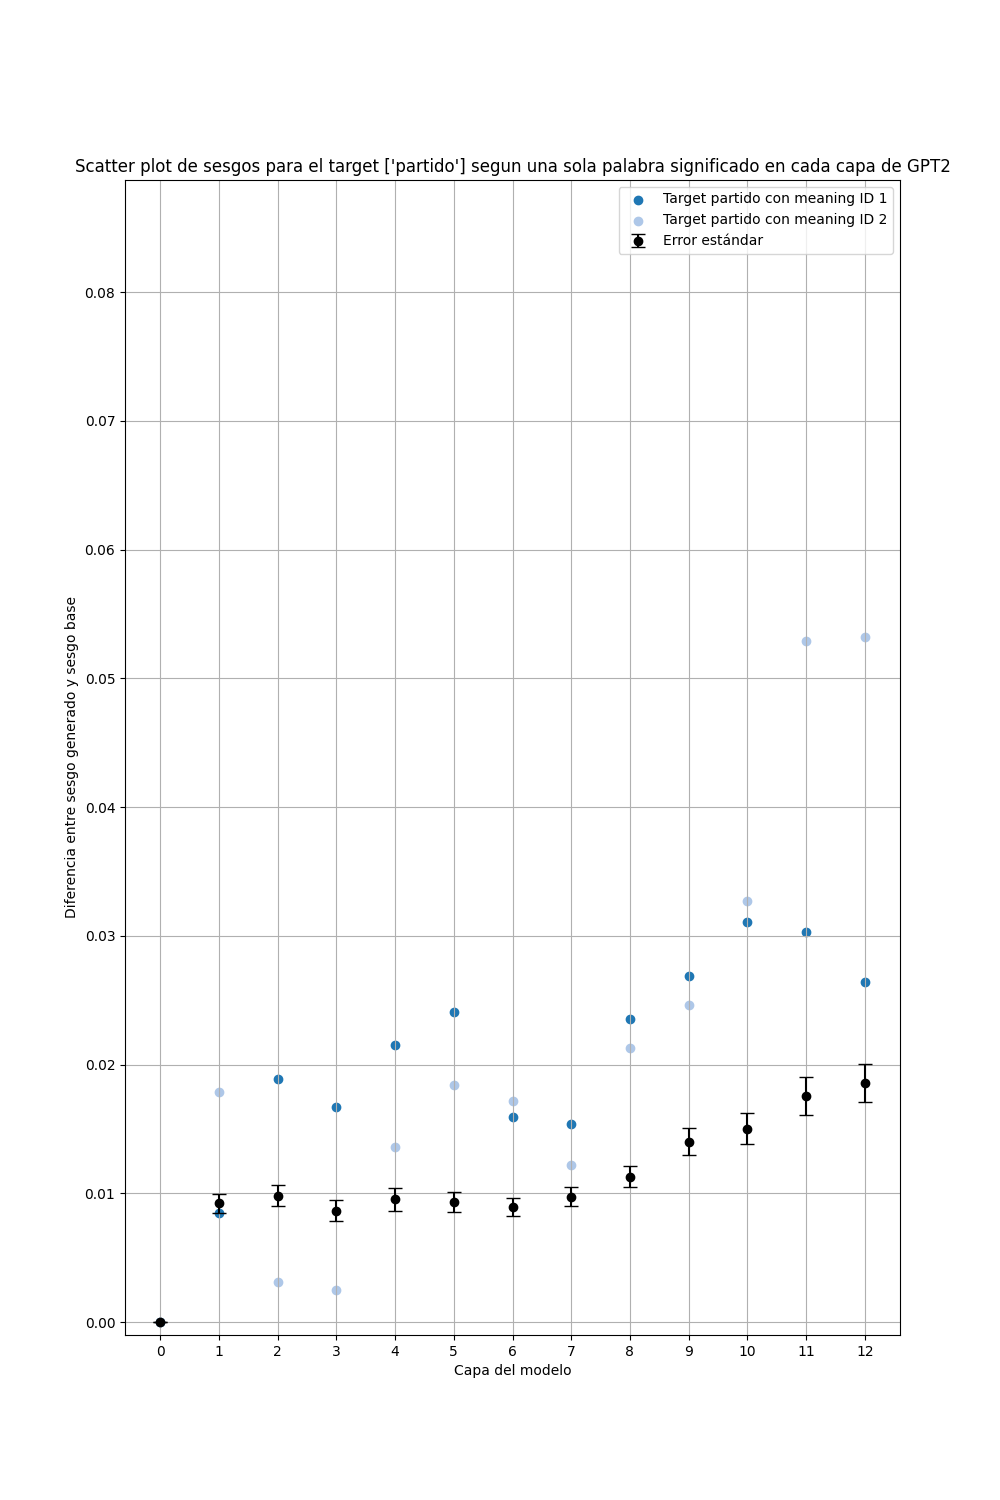 Scatter plot de sesgos para el target ['partido'] segun una sola palabra significado en cada capa de GPT2
Target partido con meaning ID 1
Target partido con meaning ID 2
Error estándar
0.08
0.07
0.06
0.05
0.04
0.03
0.02
0.01
0.00
Diferencia entre sesgo generado y sesgo base
0 1 2 3 4 5 6 7 8 9 10 11 12
Capa del modelo